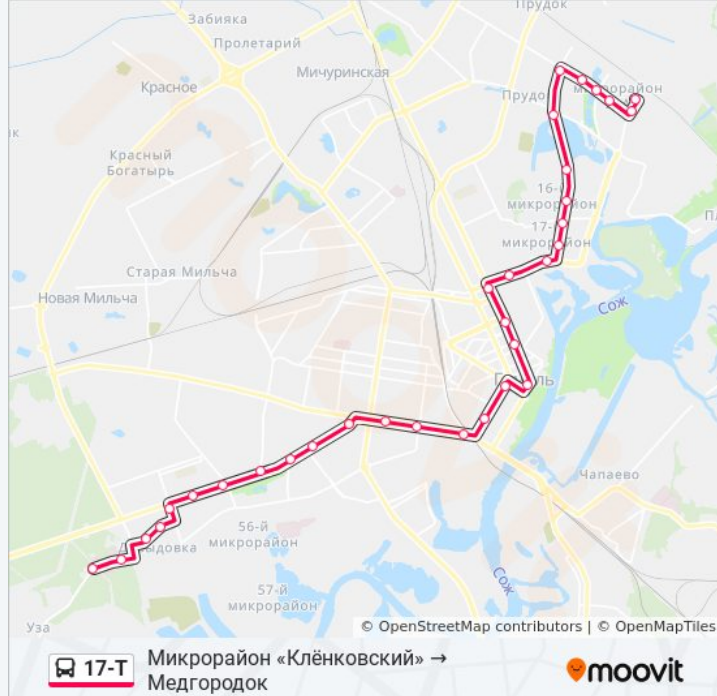 Прудок
Забияка
Пролетарий
Мичуринская
Красное
Прудок
микрорайон
Красный
Богатырь
16-й
микрорайон
17-й
микрорайон
Старая Мильча
Новая Мильча
Сож
Гомель
Чапаево
56-й
микрорайон
Давыдовка
57-й
микрорайон
Сож
Уза
© OpenStreetMap contributors | © OpenMapTiles
17-Т
Микрорайон «Клёнковский» →
Медгородок
moovit